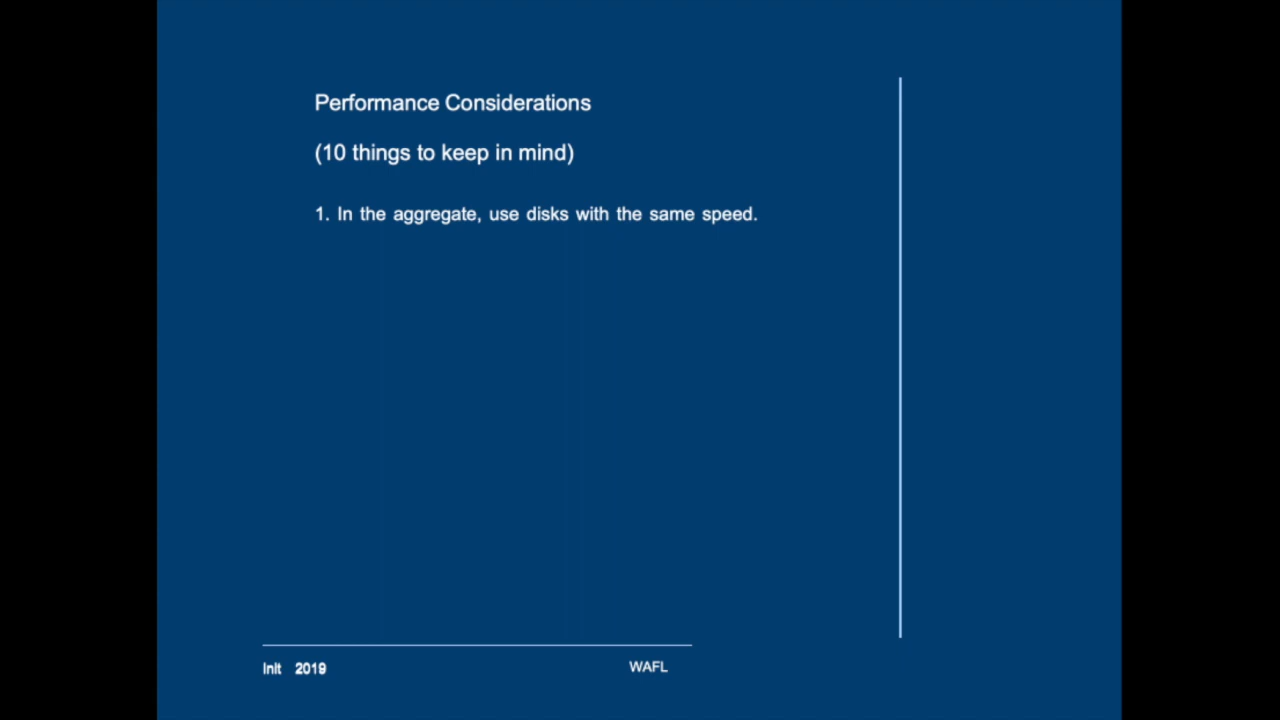 Performance Considerations
(10 things to keep in mind)
1. In the aggregate, use disks with the same speed.
Init 2019
WAFL